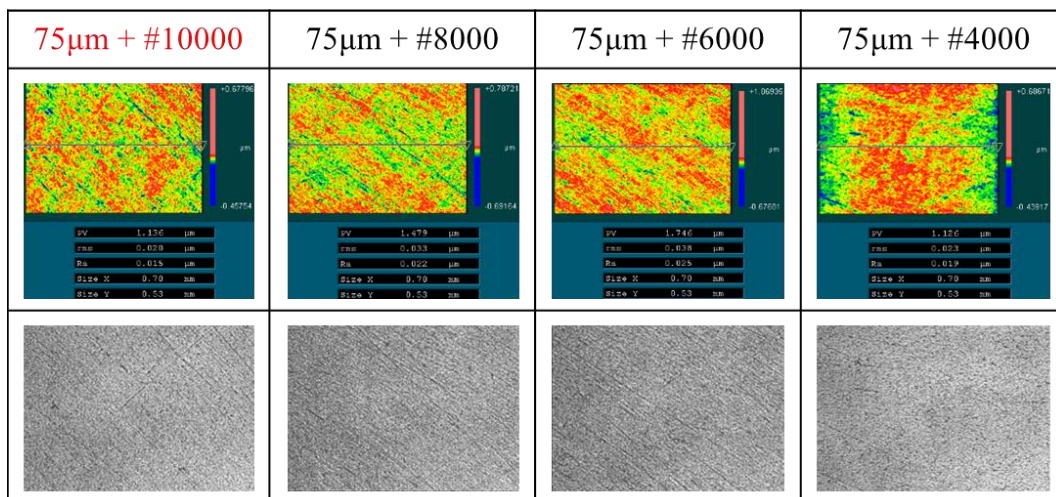 75μm + #10000
75μm + #8000
75μm + #6000
75μm + #4000
+0.67796
μm
-0.45754
PV 1.136 μm
rms 0.020 μm
Ra 0.015 μm
Size X 0.70 mm
Size Y 0.53 mm
+0.78721
μm
-0.69164
PV 1.479 μm
rms 0.033 μm
Ra 0.022 μm
Size X 0.70 mm
Size Y 0.53 mm
+1.06935
μm
-0.67681
PV 1.746 μm
rms 0.038 μm
Ra 0.025 μm
Size X 0.70 mm
Size Y 0.53 mm
+0.68671
μm
-0.43917
PV 1.126 μm
rms 0.023 μm
Ra 0.019 μm
Size X 0.70 mm
Size Y 0.53 mm